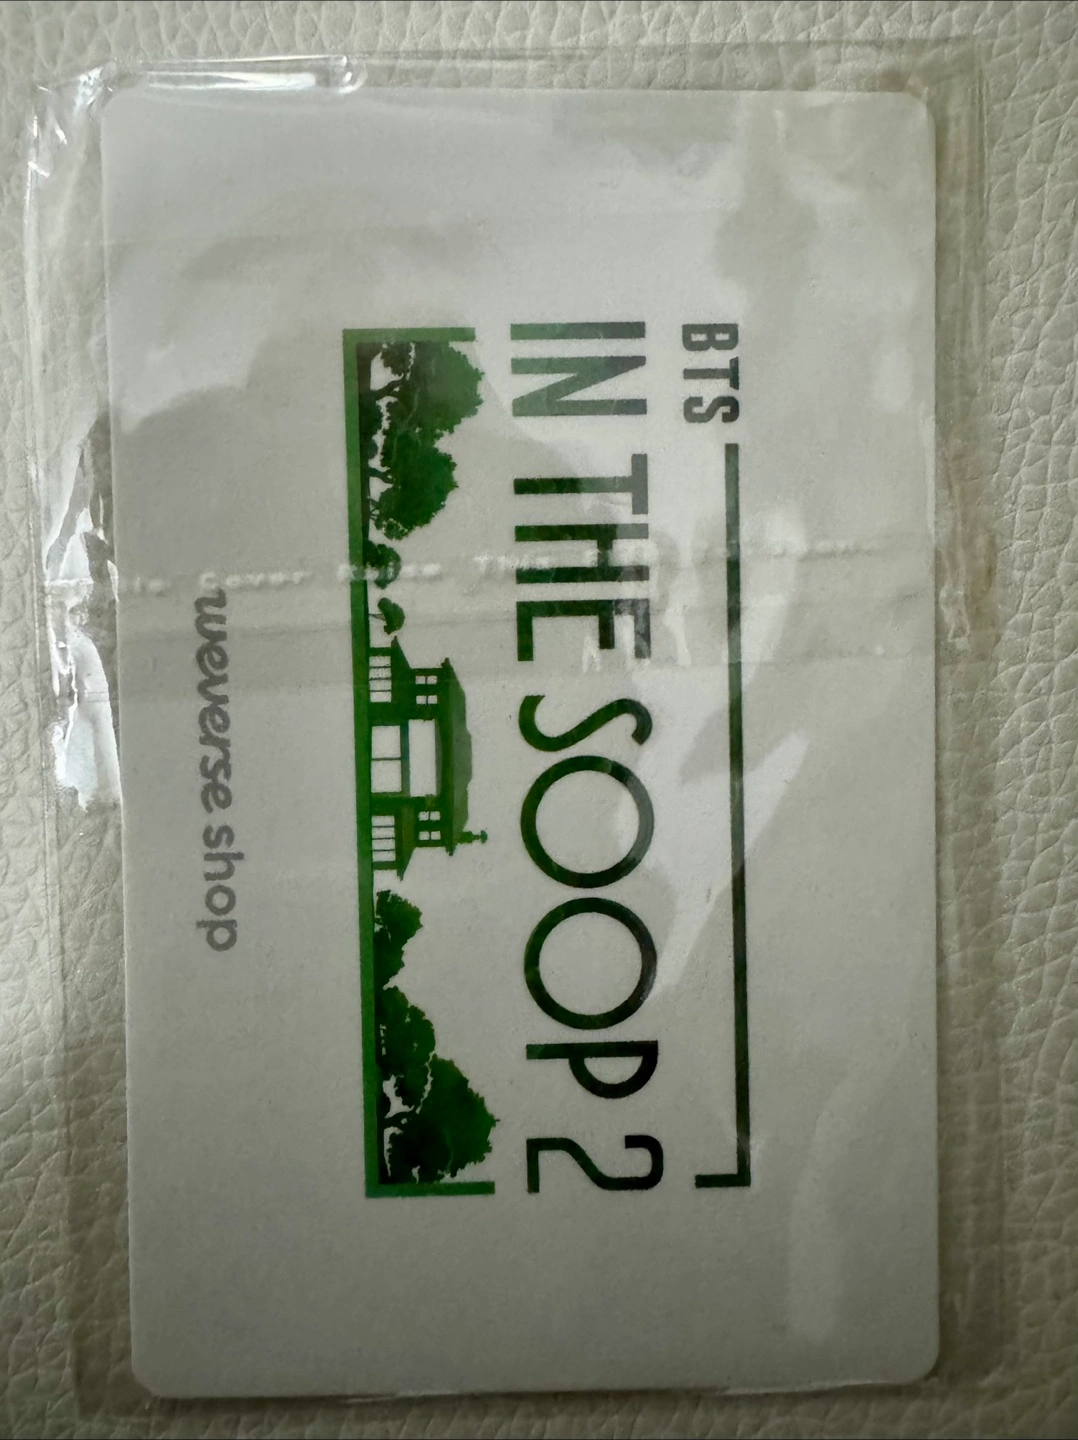 BTS
IN THE SOOP 2
weverse shop